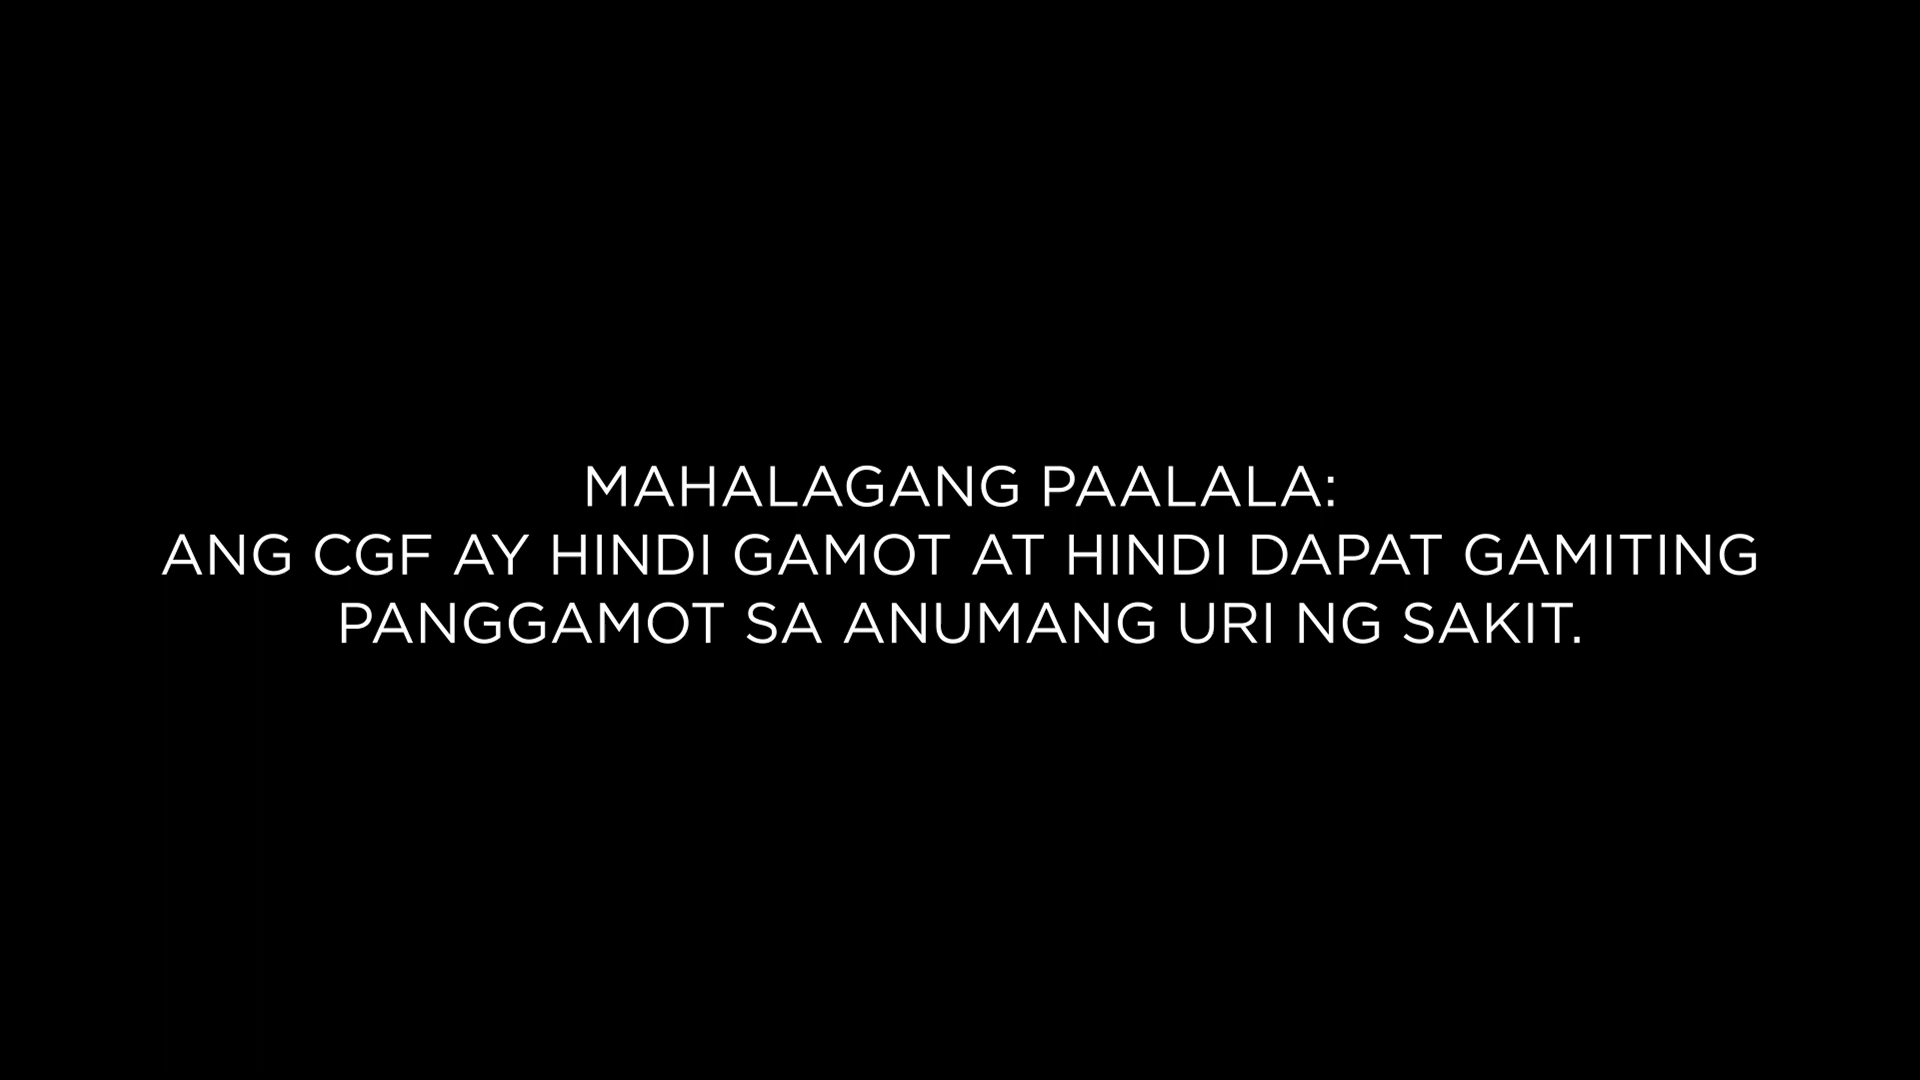 MAHALAGANG PAALALA:
ANG CGF AY HINDI GAMOT AT HINDI DAPAT GAMITING
PANGGAMOT SA ANUMANG URI NG SAKIT.